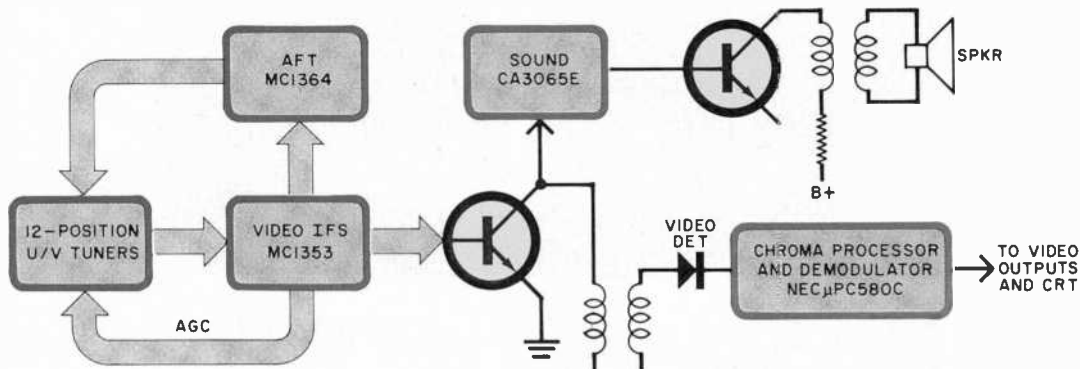 AFT
MC1364
SOUND
CA3065E
SPKR
B+
12-POSITION
U/V TUNERS
VIDEO IFS
MC1353
VIDEO
DET
CHROMA PROCESSOR
AND DEMODULATOR
NECμPC580C
TO VIDEO
OUTPUTS
AND CRT
AGC